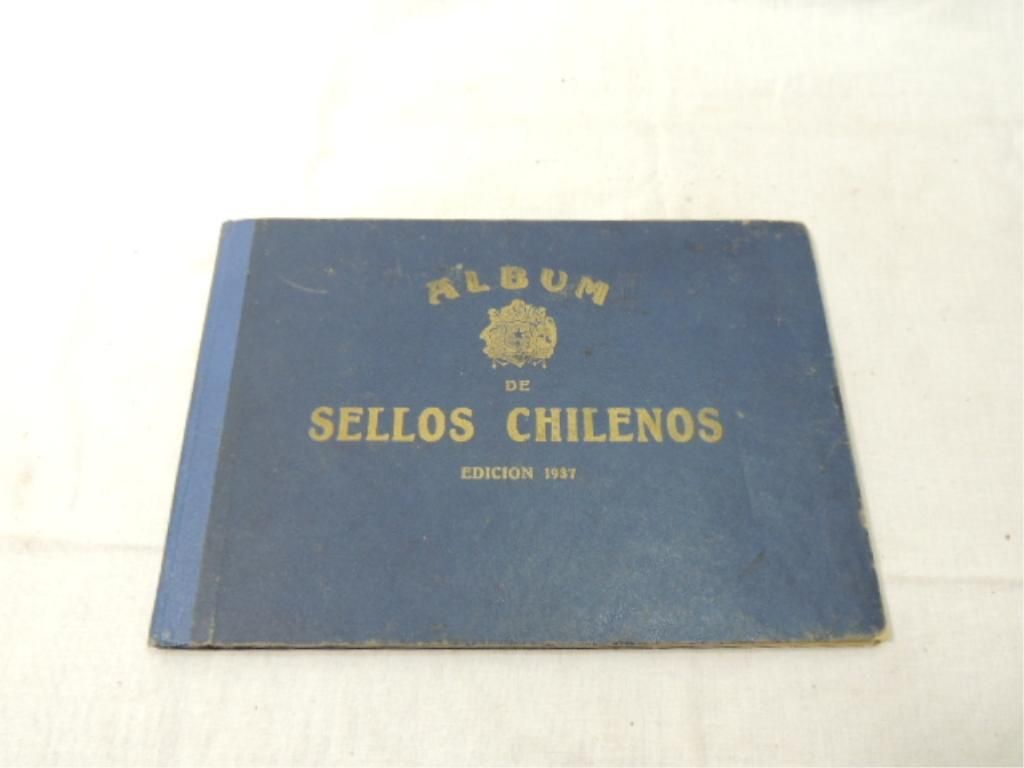 ALBUM
DE
SELLOS CHILENOS
EDICION 1937